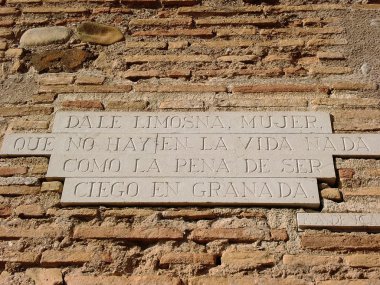 DALE LIMOSNA, MUJER,
QUE NO HAY EN LA VIDA NADA
COMO LA PENA DE SER
CIEGO EN GRANADA